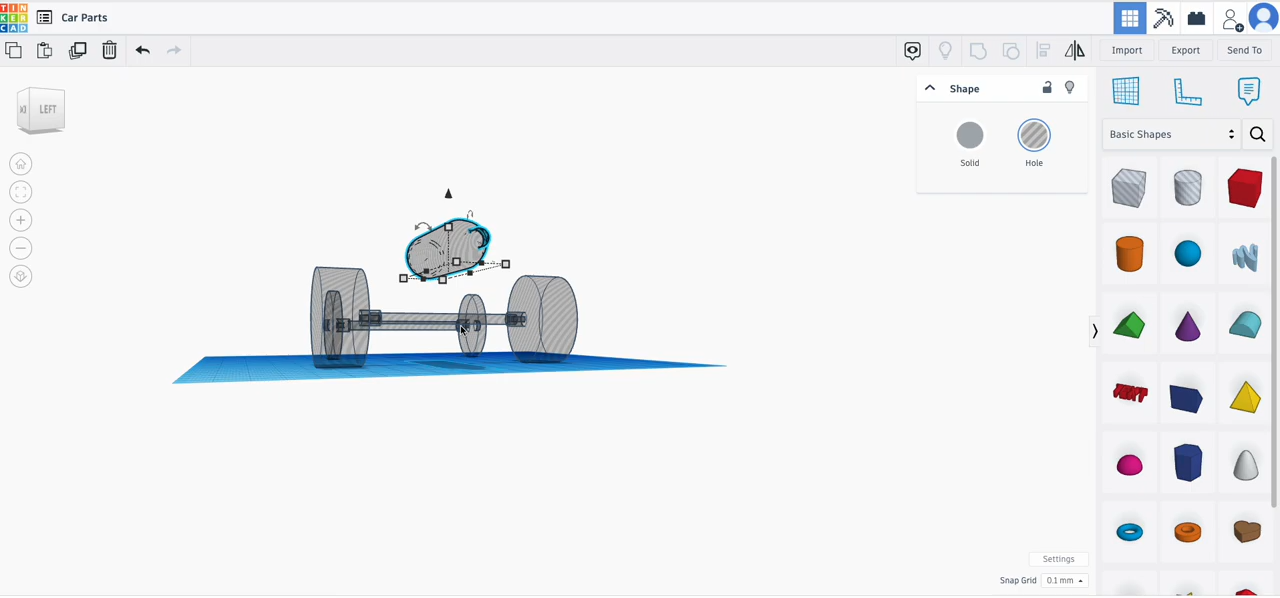 TIN
KER
CAD
Car Parts
Import
Export
Send To
LEFT
Shape
Solid
Hole
Basic Shapes
TEXT
Settings
Snap Grid
0.1 mm